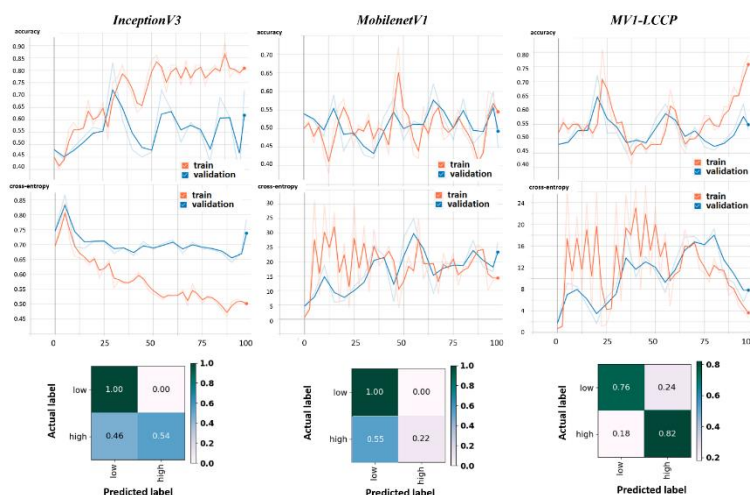 InceptionV3
MobilenetV1
MV1-LCCP
accuracy
0.90
0.85
0.80
0.75
0.70
0.65
0.60
0.55
0.50
0.45
0.40
train
validation
accuracy
0.70
0.65
0.60
0.55
0.50
0.45
0.40
train
validation
accuracy
0.80
0.75
0.70
0.65
0.60
0.55
0.50
0.45
0.40
train
validation
cross-entropy
0.85
0.80
0.75
0.70
0.65
0.60
0.55
0.50
0.45
train
validation
0 25 50 75 100
cross-entropy
30
25
20
15
10
5
0
train
validation
0 25 50 75 100
cross-entropy
24
20
16
12
8
4
0
train
validation
0 25 50 75 100
Actual label
low
high
1.00 0.00
0.46 0.54
low
high
Predicted label
1.0
0.8
0.6
0.4
0.2
0.0
Actual label
low
high
1.00 0.00
0.55 0.22
low
high
Predicted label
1.0
0.8
0.6
0.4
0.2
0.0
Actual label
low
high
0.76 0.24
0.18 0.82
low
high
Predicted label
0.8
0.6
0.4
0.2